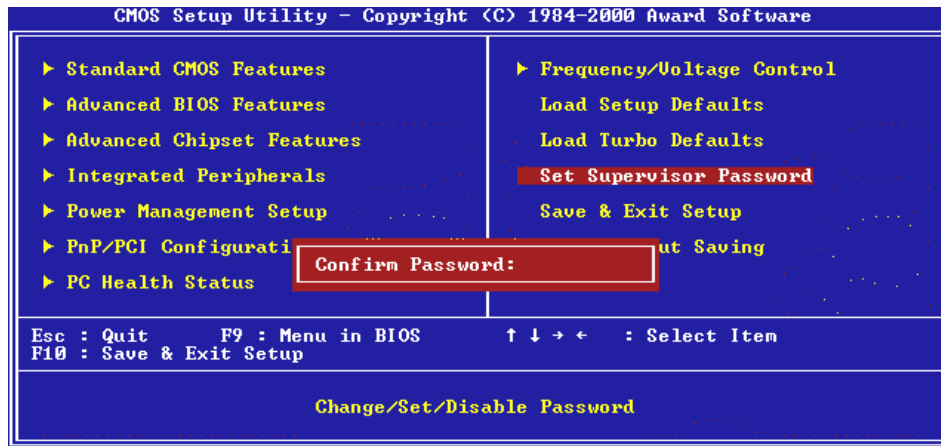 CMOS Setup Utility - Copyright (C) 1984-2000 Award Software
▶ Standard CMOS Features
▶ Advanced BIOS Features
▶ Advanced Chipset Features
▶ Integrated Peripherals
▶ Power Management Setup
▶ PnP/PCI Configurati
▶ PC Health Status
▶ Frequency/Voltage Control
Load Setup Defaults
Load Turbo Defaults
Set Supervisor Password
Save & Exit Setup
ut Saving
Confirm Password:
Esc : Quit F9 : Menu in BIOS ↑ ↓ → ← : Select Item
F10 : Save & Exit Setup
Change/Set/Disable Password